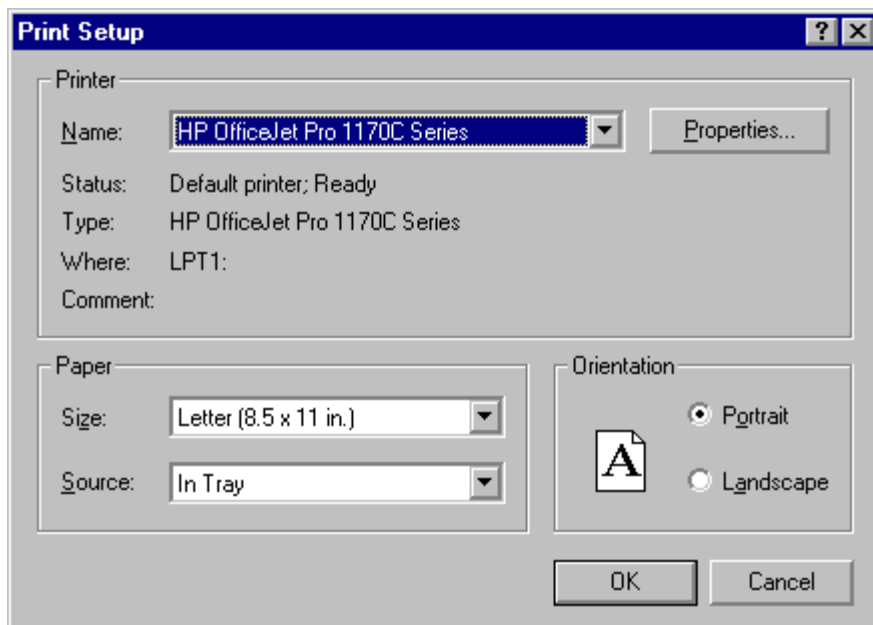 Print Setup
Printer
Name: HP OfficeJet Pro 1170C Series Properties...
Status: Default printer; Ready
Type: HP OfficeJet Pro 1170C Series
Where: LPT1:
Comment:
Paper
Size: Letter (8.5 x 11 in.)
Source: In Tray
Orientation
A
Portrait
Landscape
OK Cancel